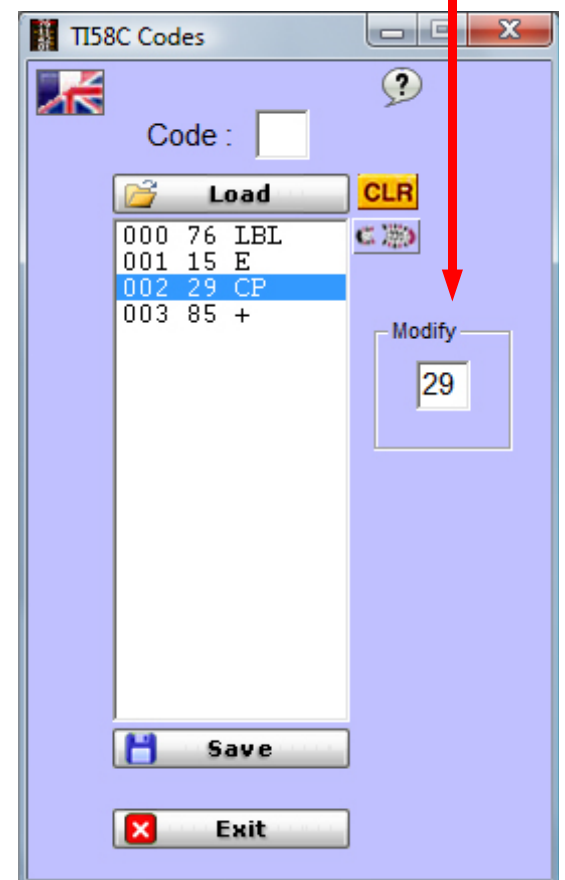 TI58C Codes
?
Code :
Load
CLR
000 76 LBL
001 15 E
002 29 CP
003 85 +
Modify
29
Save
Exit